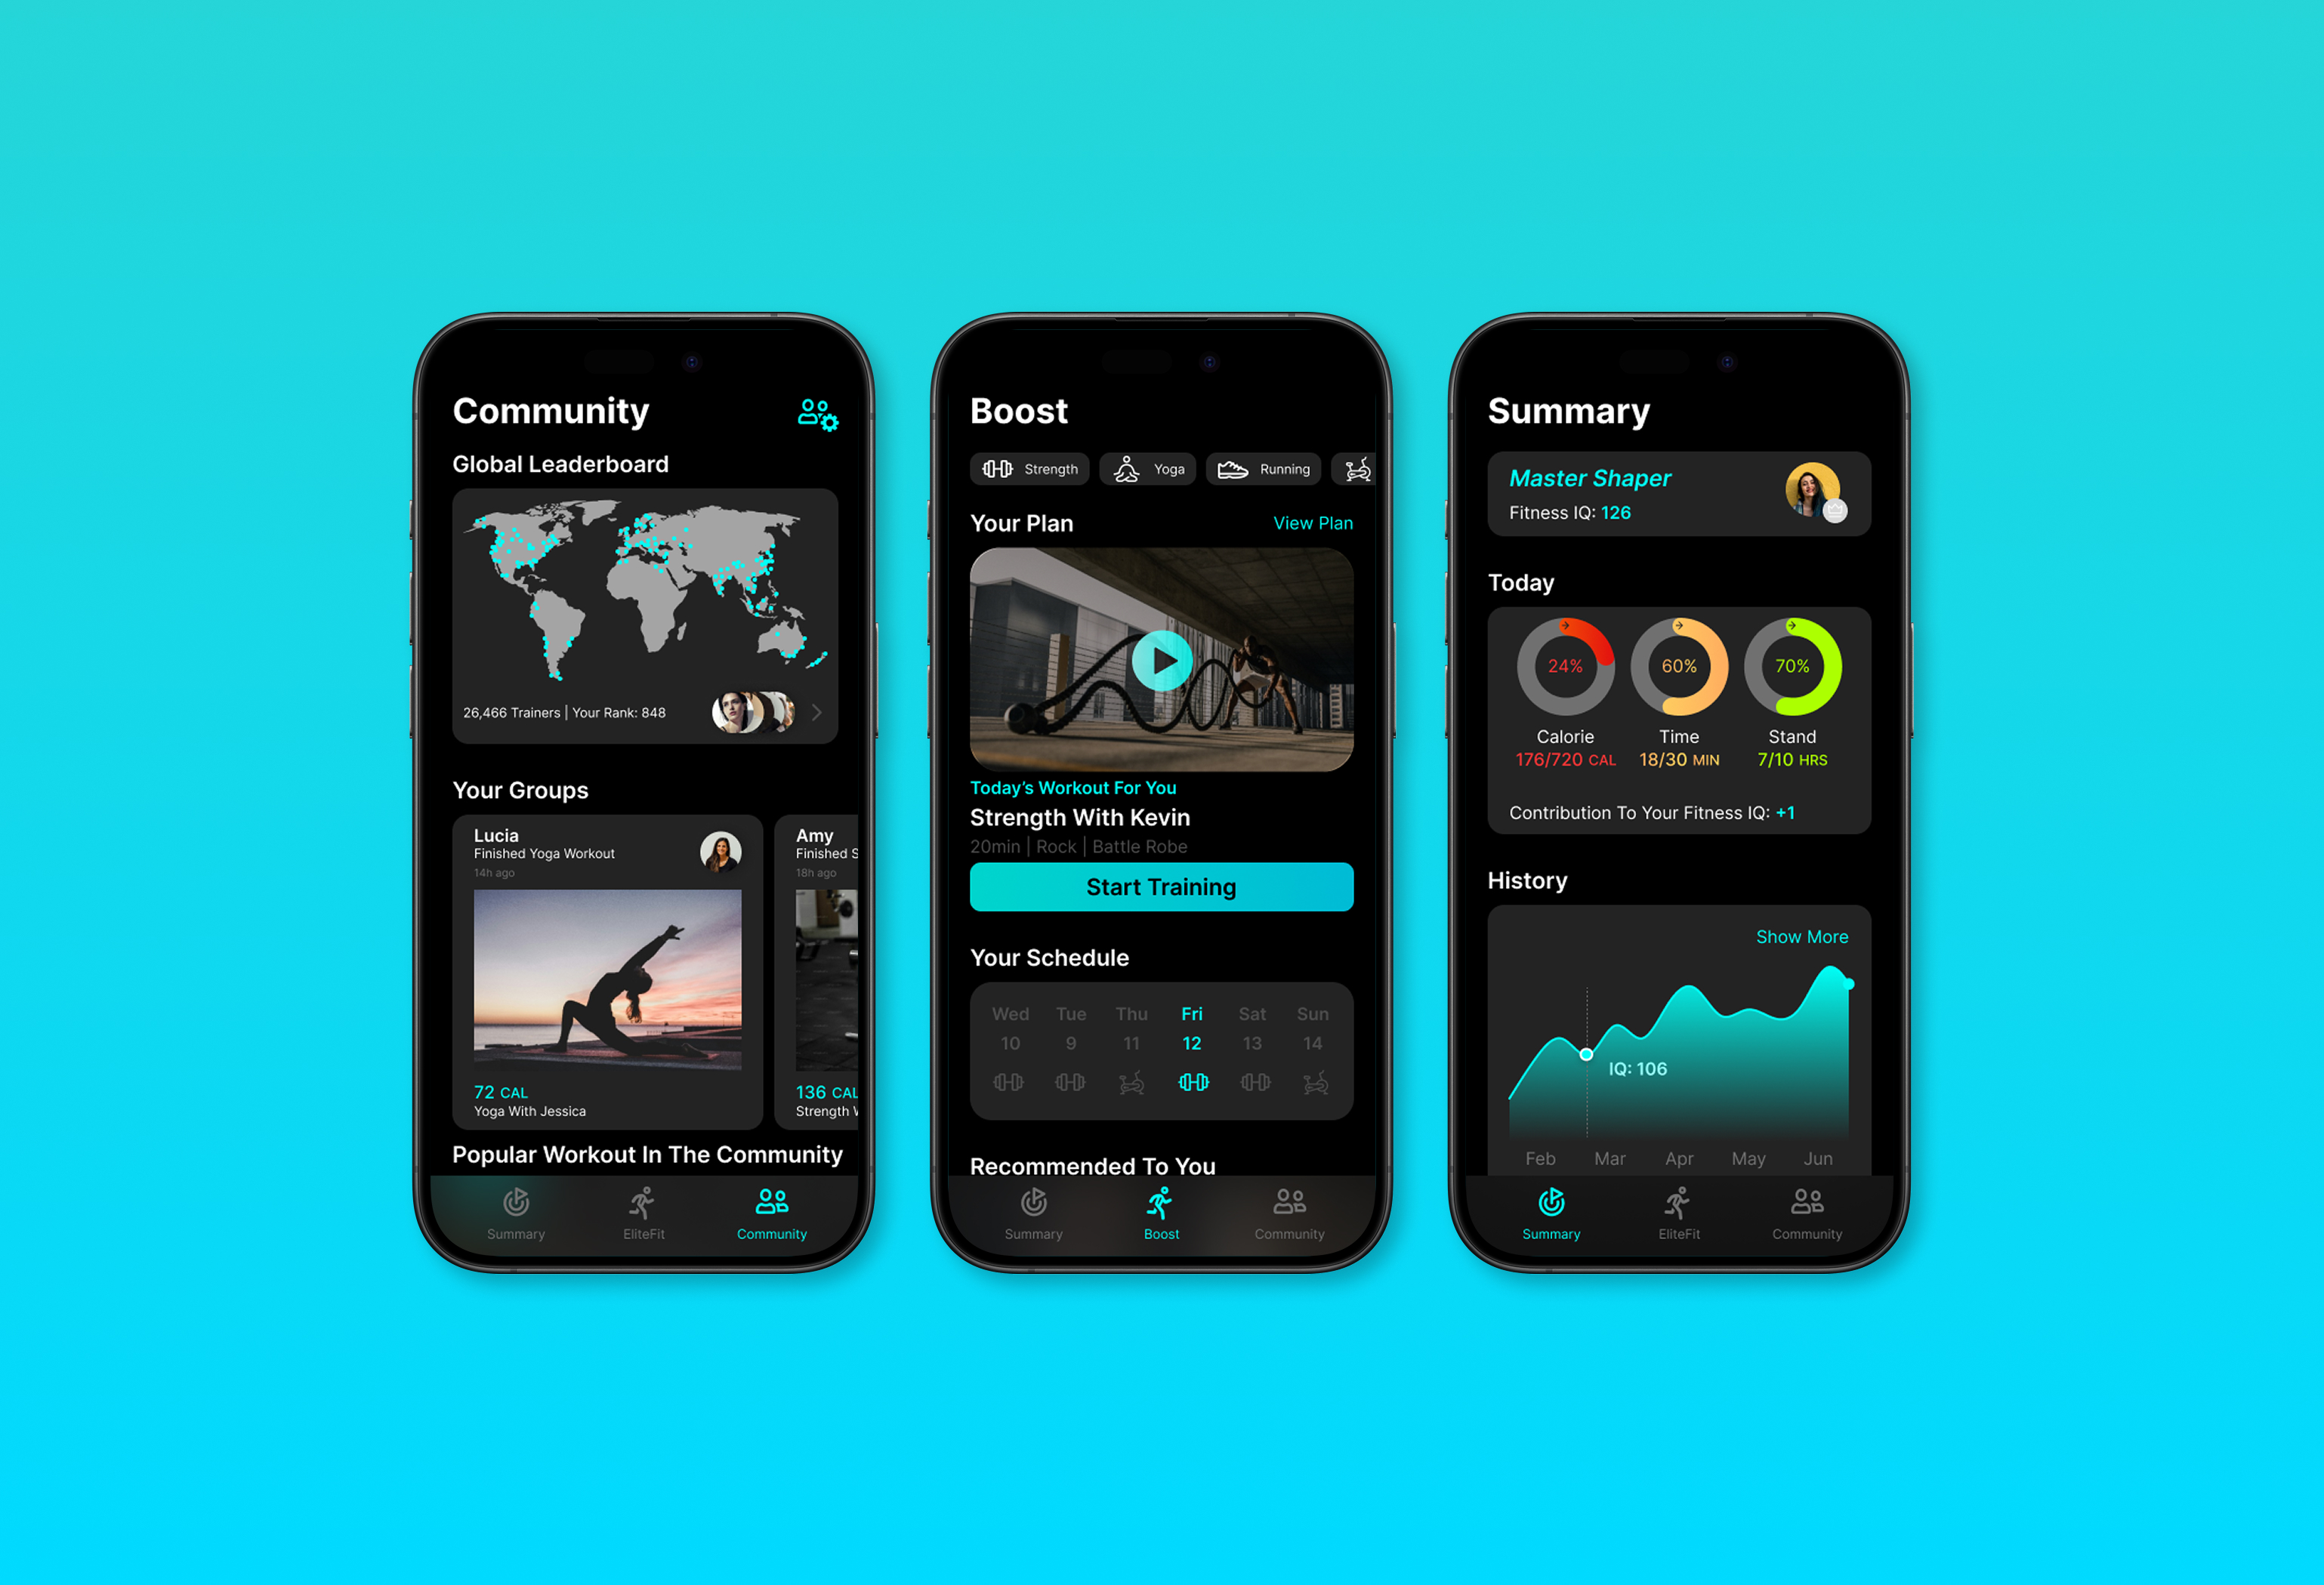 Community
Global Leaderboard
26,466 Trainers | Your Rank: 848
Your Groups
Lucia
Finished Yoga Workout
14h ago
72 CAL
Yoga With Jessica
Amy
Finished S
18h ago
136 CAL
Strength W
Popular Workout In The Community
Summary
EliteFit
Community
Boost
Strength
Yoga
Running
Your Plan
View Plan
Today's Workout For You
Strength With Kevin
20min | Rock | Battle Robe
Start Training
Your Schedule
Wed Tue Thu Fri Sat Sun
10 9 11 12 13 14
Recommended To You
Summary
Boost
Community
Summary
Master Shaper
Fitness IQ: 126
Today
24% 60% 70%
Calorie Time Stand
176/720 CAL 18/30 MIN 7/10 HRS
Contribution To Your Fitness IQ: +1
History
Show More
IQ: 106
Feb Mar Apr May Jun
Summary
EliteFit
Community